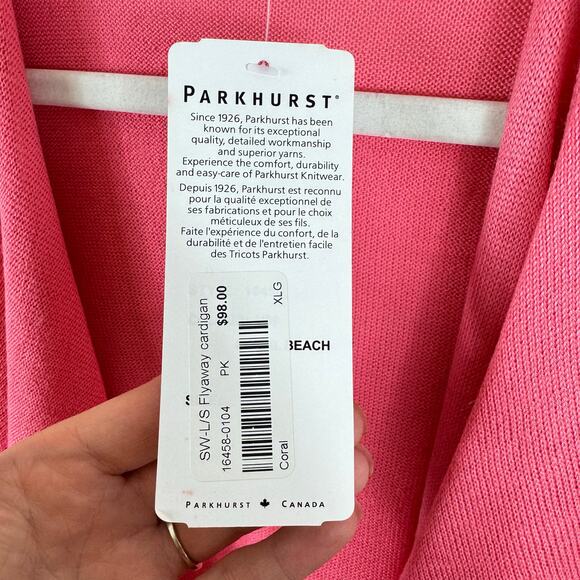 PARKHURST®
Since 1926, Parkhurst has been
known for its exceptional
quality, detailed workmanship
and superior yarns.
Experience the comfort, durability
and easy-care of Parkhurst Knitwear.
Depuis 1926, Parkhurst est reconnu
pour la qualité exceptionnel de
ses fabrications et pour le choix
méticuleux de ses fils.
Faite l'expérience du confort, de la
durabilité et de l'entretien facile
des Tricots Parkhurst.
SW-L/S Flyaway cardigan
$98.00
XLG
16458-0104
PK
Coral
BEACH
PARKHURST CANADA